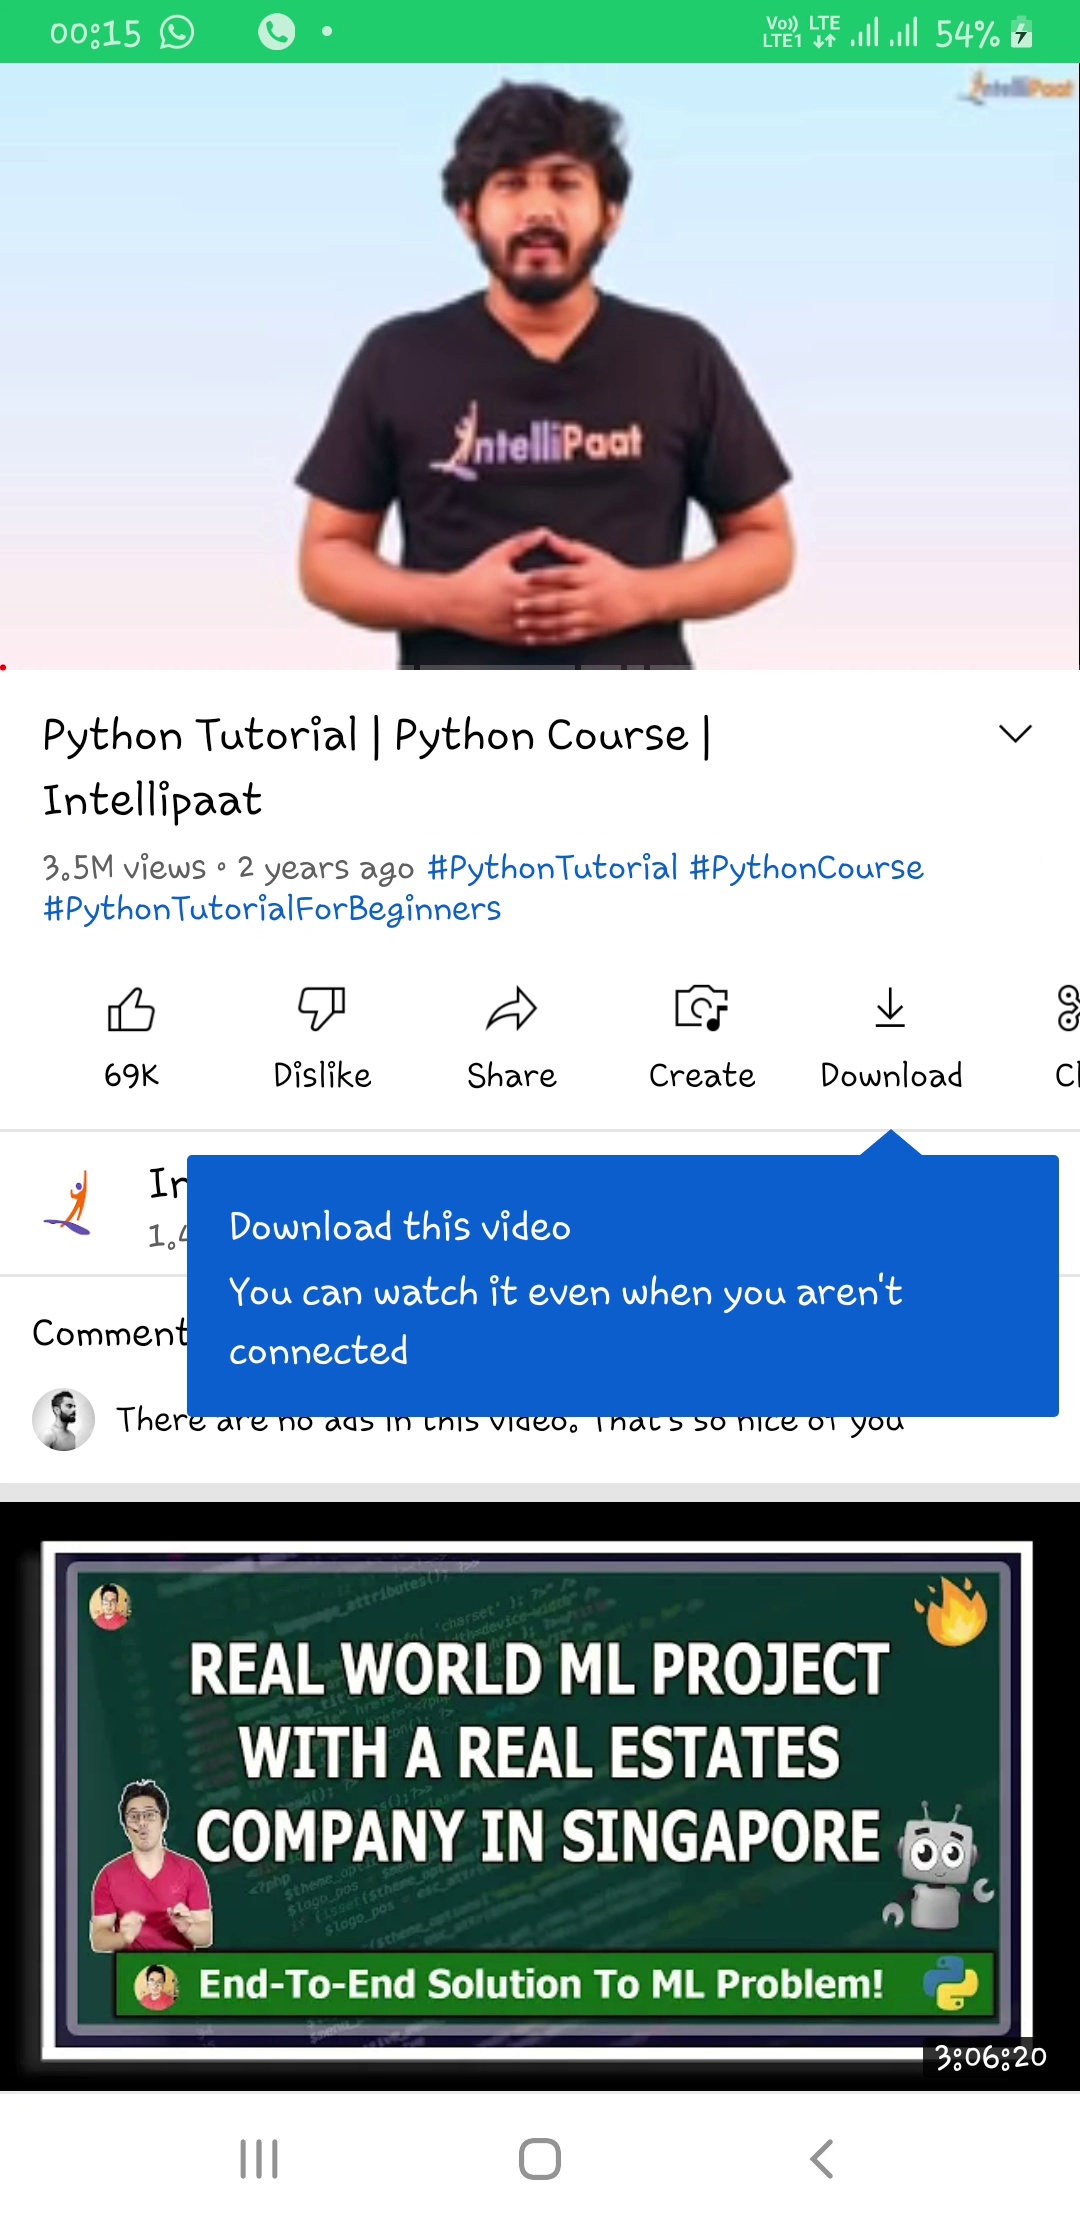 00:15
Vo)) LTE
LTE1
54%
IntelliPaat
IntelliPaat
Python Tutorial | Python Course |
Intellipaat
3.5M views • 2 years ago #PythonTutorial #PythonCourse
#PythonTutorialForBeginners
69K
Dislike
Share
Create
Download
Cl
In
1.4
Download this video
You can watch it even when you aren't
connected
Comment
There are no ads in this video. That's so nice of you
REAL WORLD ML PROJECT
WITH A REAL ESTATES
COMPANY IN SINGAPORE
End-To-End Solution To ML Problem!
3:06:20